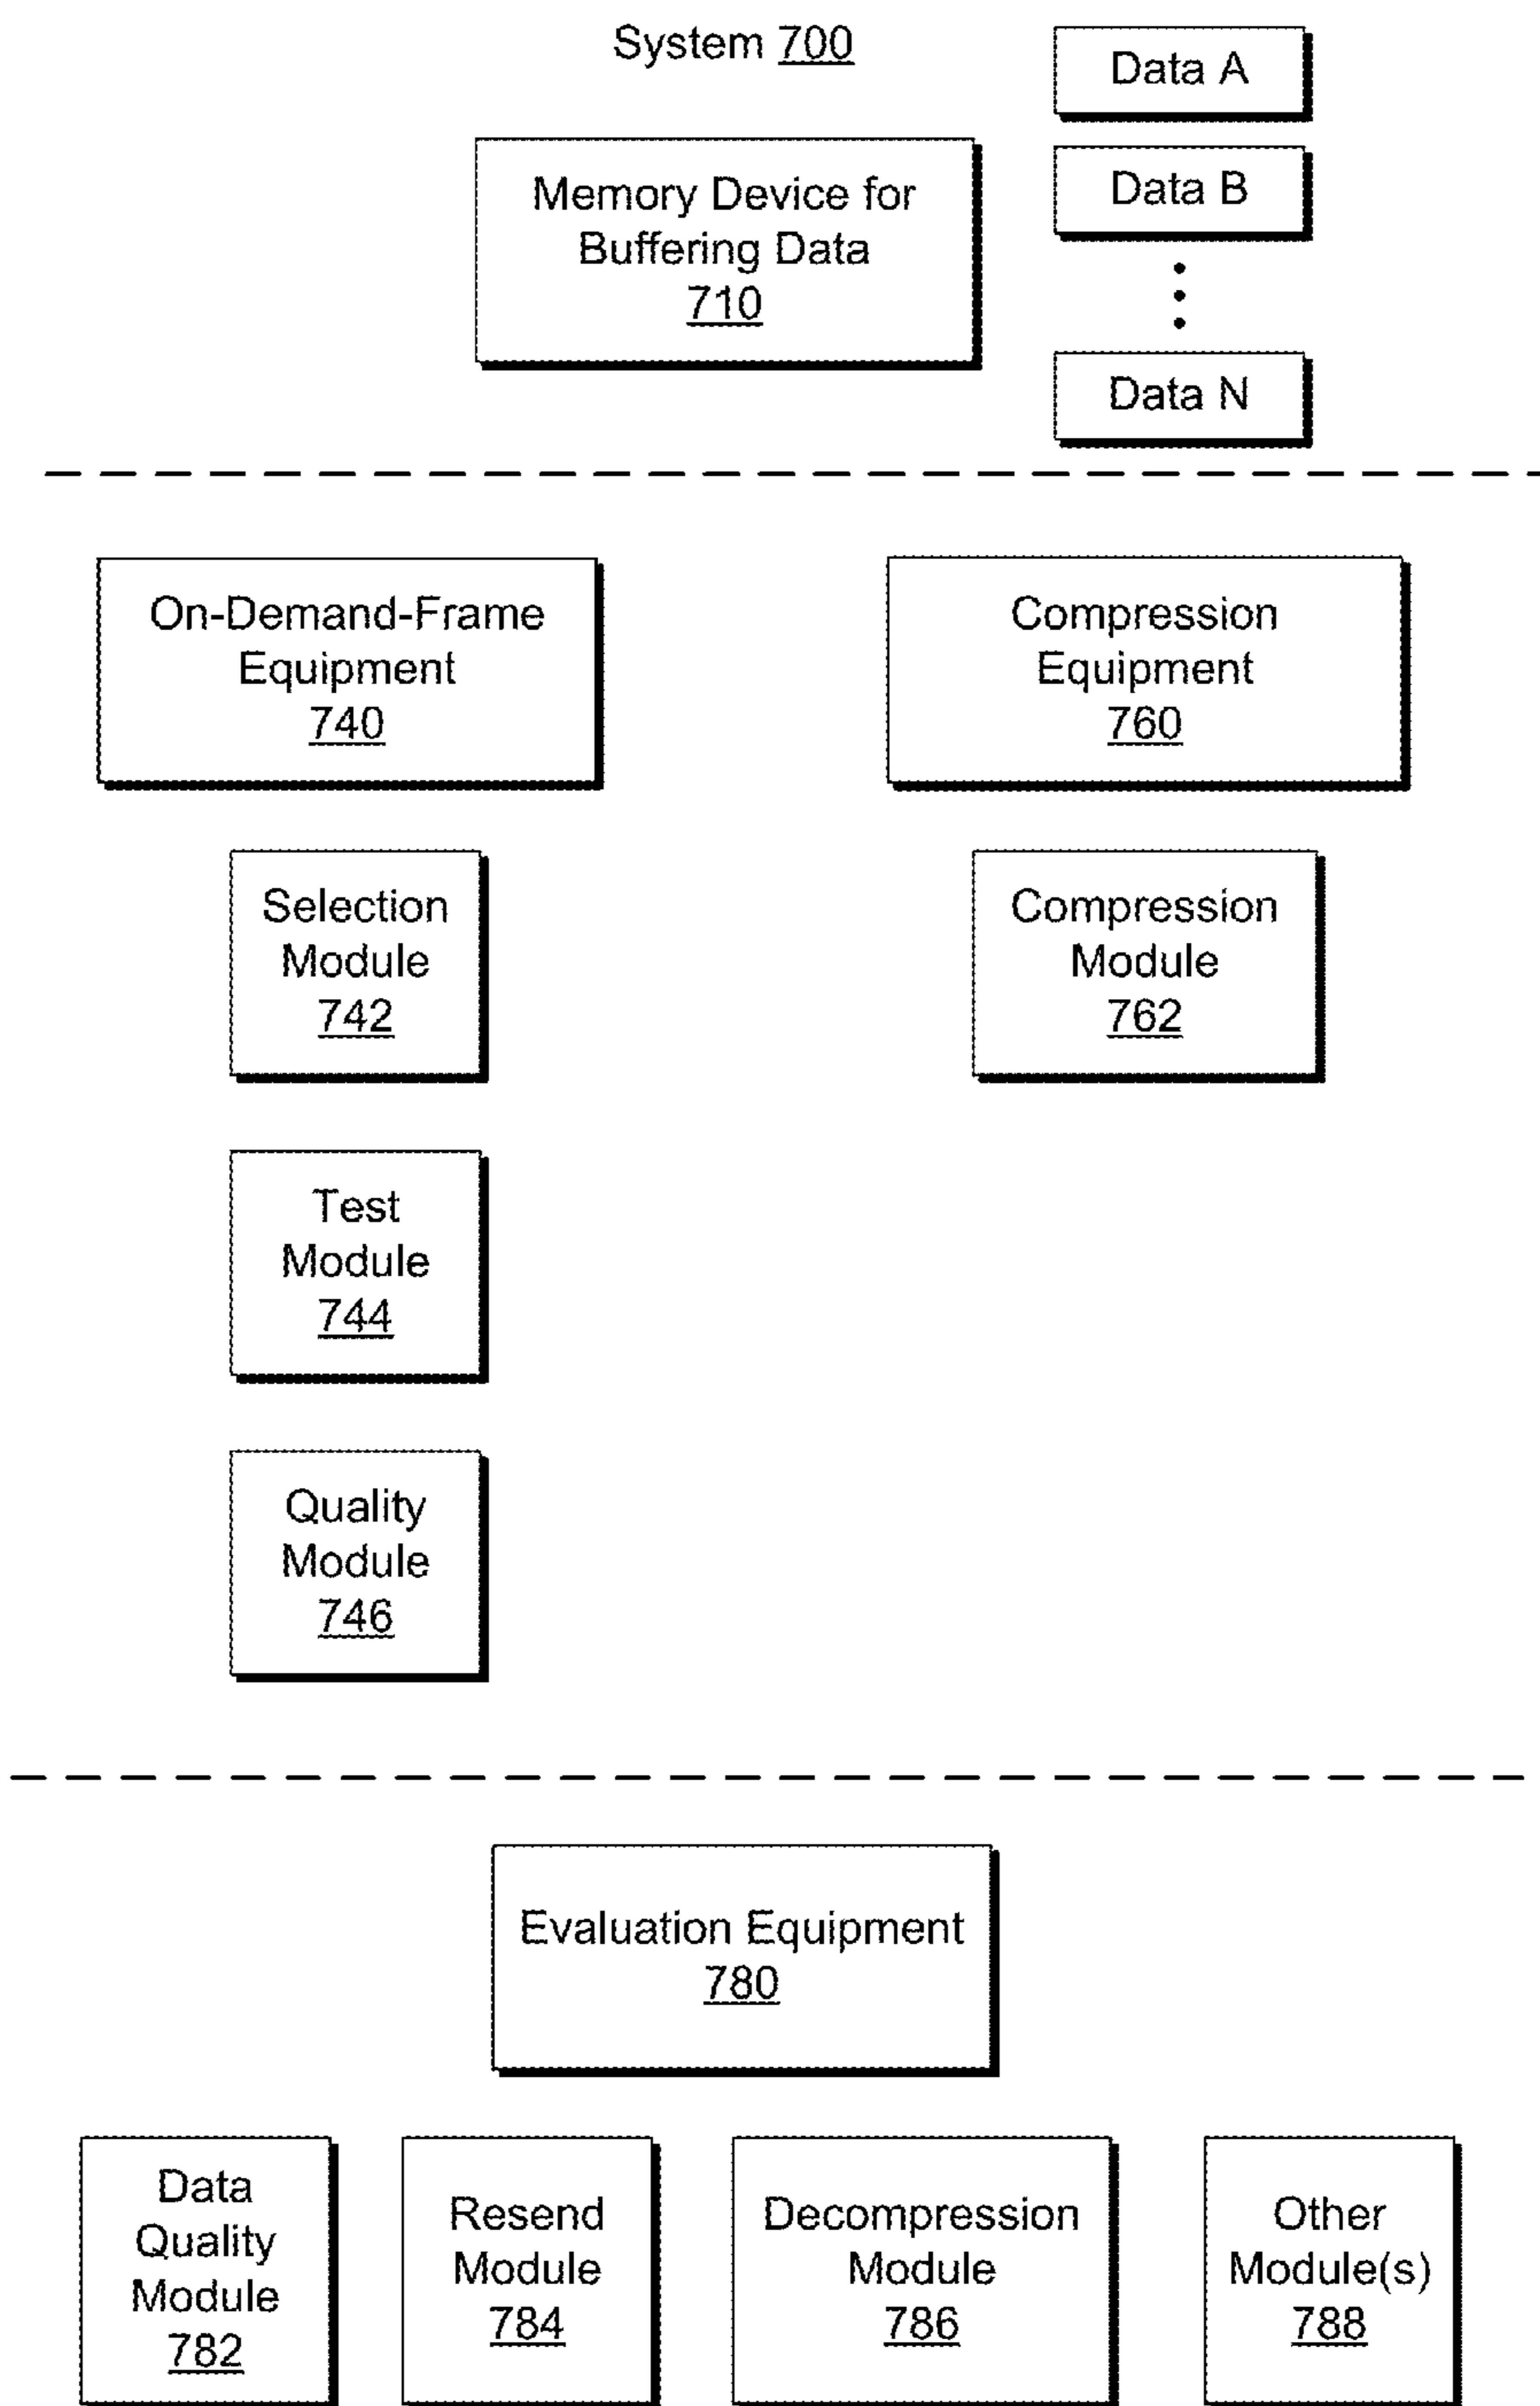 System 700
Data A
Memory Device for
Buffering Data
710
Data B
Data N
On-Demand-Frame
Equipment
740
Compression
Equipment
760
Selection
Module
742
Compression
Module
762
Test
Module
744
Quality
Module
746
Evaluation Equipment
780
Data
Quality
Module
782
Resend
Module
784
Decompression
Module
786
Other
Module(s)
788